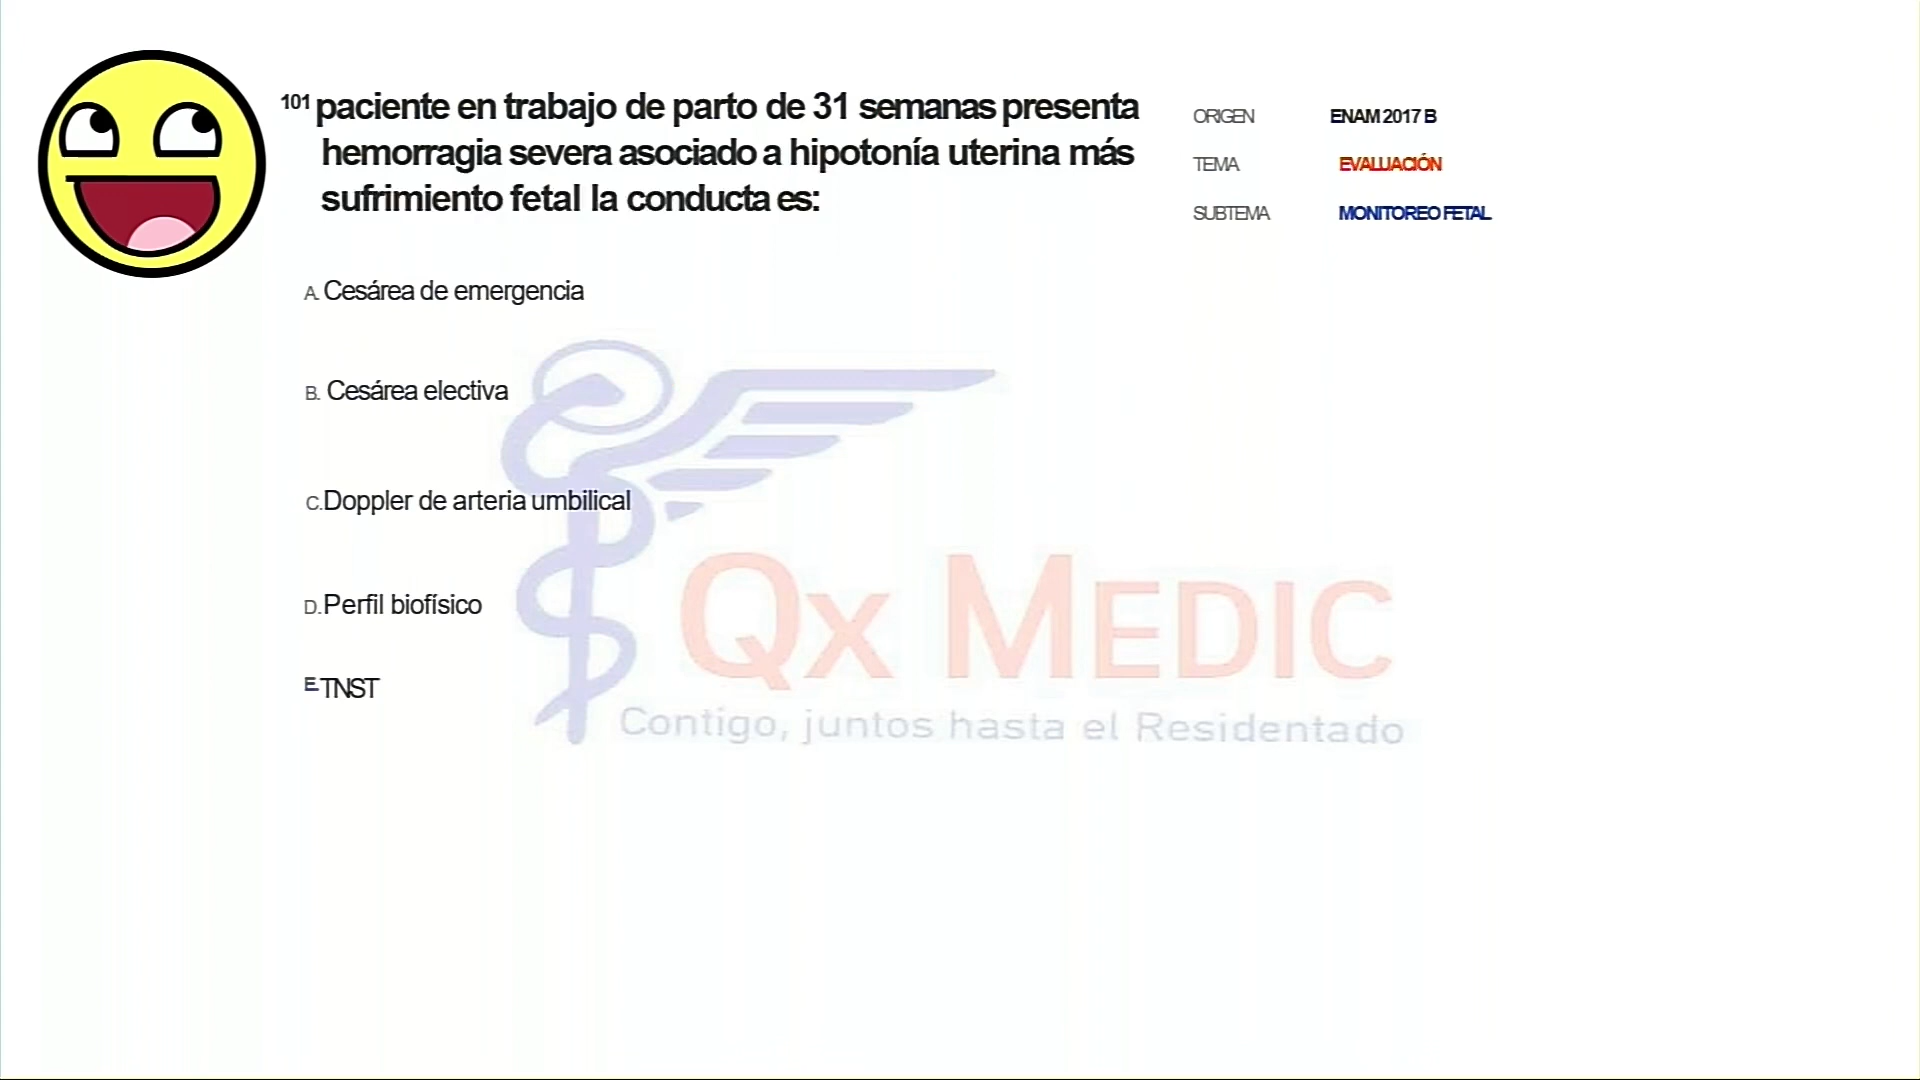 101 paciente en trabajo de parto de 31 semanas presenta
hemorragia severa asociado a hipotonía uterina más
sufrimiento fetal la conducta es:
ORIGEN ENAM 2017 B
TEMA EVALUACIÓN
SUBTEMA MONITOREO FETAL
A. Cesárea de emergencia
B. Cesárea electiva
C. Doppler de arteria umbilical
D. Perfil biofísico
E. TNST
Qx MEDIC
Contigo, juntos hasta el Residentado